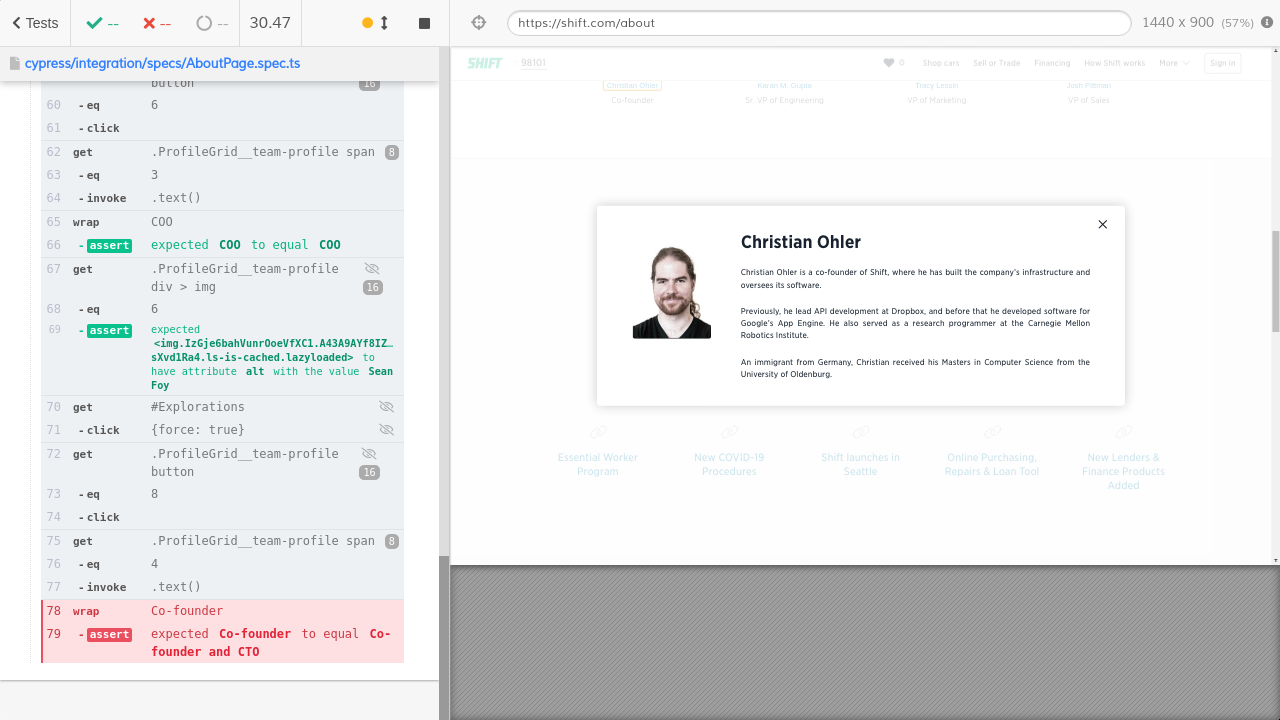 Tests
--
--
--
30.47
https://shift.com/about
1440 x 900 (57%)
cypress/integration/specs/AboutPage.spec.ts
button 16
60 - eq 6
61 - click
62 get .ProfileGrid__team-profile span 8
63 - eq 3
64 - invoke .text()
65 wrap COO
66 - assert expected COO to equal COO
67 get .ProfileGrid__team-profile
div > img 16
68 - eq 6
69 - assert expected
<img.IzGje6bahVunrOoeVfXC1.A43A9AYf8IZ…
sXvd1Ra4.ls-is-cached.lazyloaded> to
have attribute alt with the value Sean
Foy
70 get #Explorations
71 - click {force: true}
72 get .ProfileGrid__team-profile
button 16
73 - eq 8
74 - click
75 get .ProfileGrid__team-profile span 8
76 - eq 4
77 - invoke .text()
78 wrap Co-founder
79 - assert expected Co-founder to equal Co-
founder and CTO
SHIFT 98101 0 Shop cars Sell or Trade Financing How Shift works More Sign in
Christian Ohler Karan M. Gupta Tracy Lessin Josh Pittman
Co-founder Sr. VP of Engineering VP of Marketing VP of Sales
Christian Ohler
Christian Ohler is a co-founder of Shift, where he has built the company's infrastructure and
oversees its software.
Previously, he lead API development at Dropbox, and before that he developed software for
Google's App Engine. He also served as a research programmer at the Carnegie Mellon
Robotics Institute.
An immigrant from Germany, Christian received his Masters in Computer Science from the
University of Oldenburg.
Essential Worker
Program
New COVID-19
Procedures
Shift launches in
Seattle
Online Purchasing,
Repairs & Loan Tool
New Lenders &
Finance Products
Added